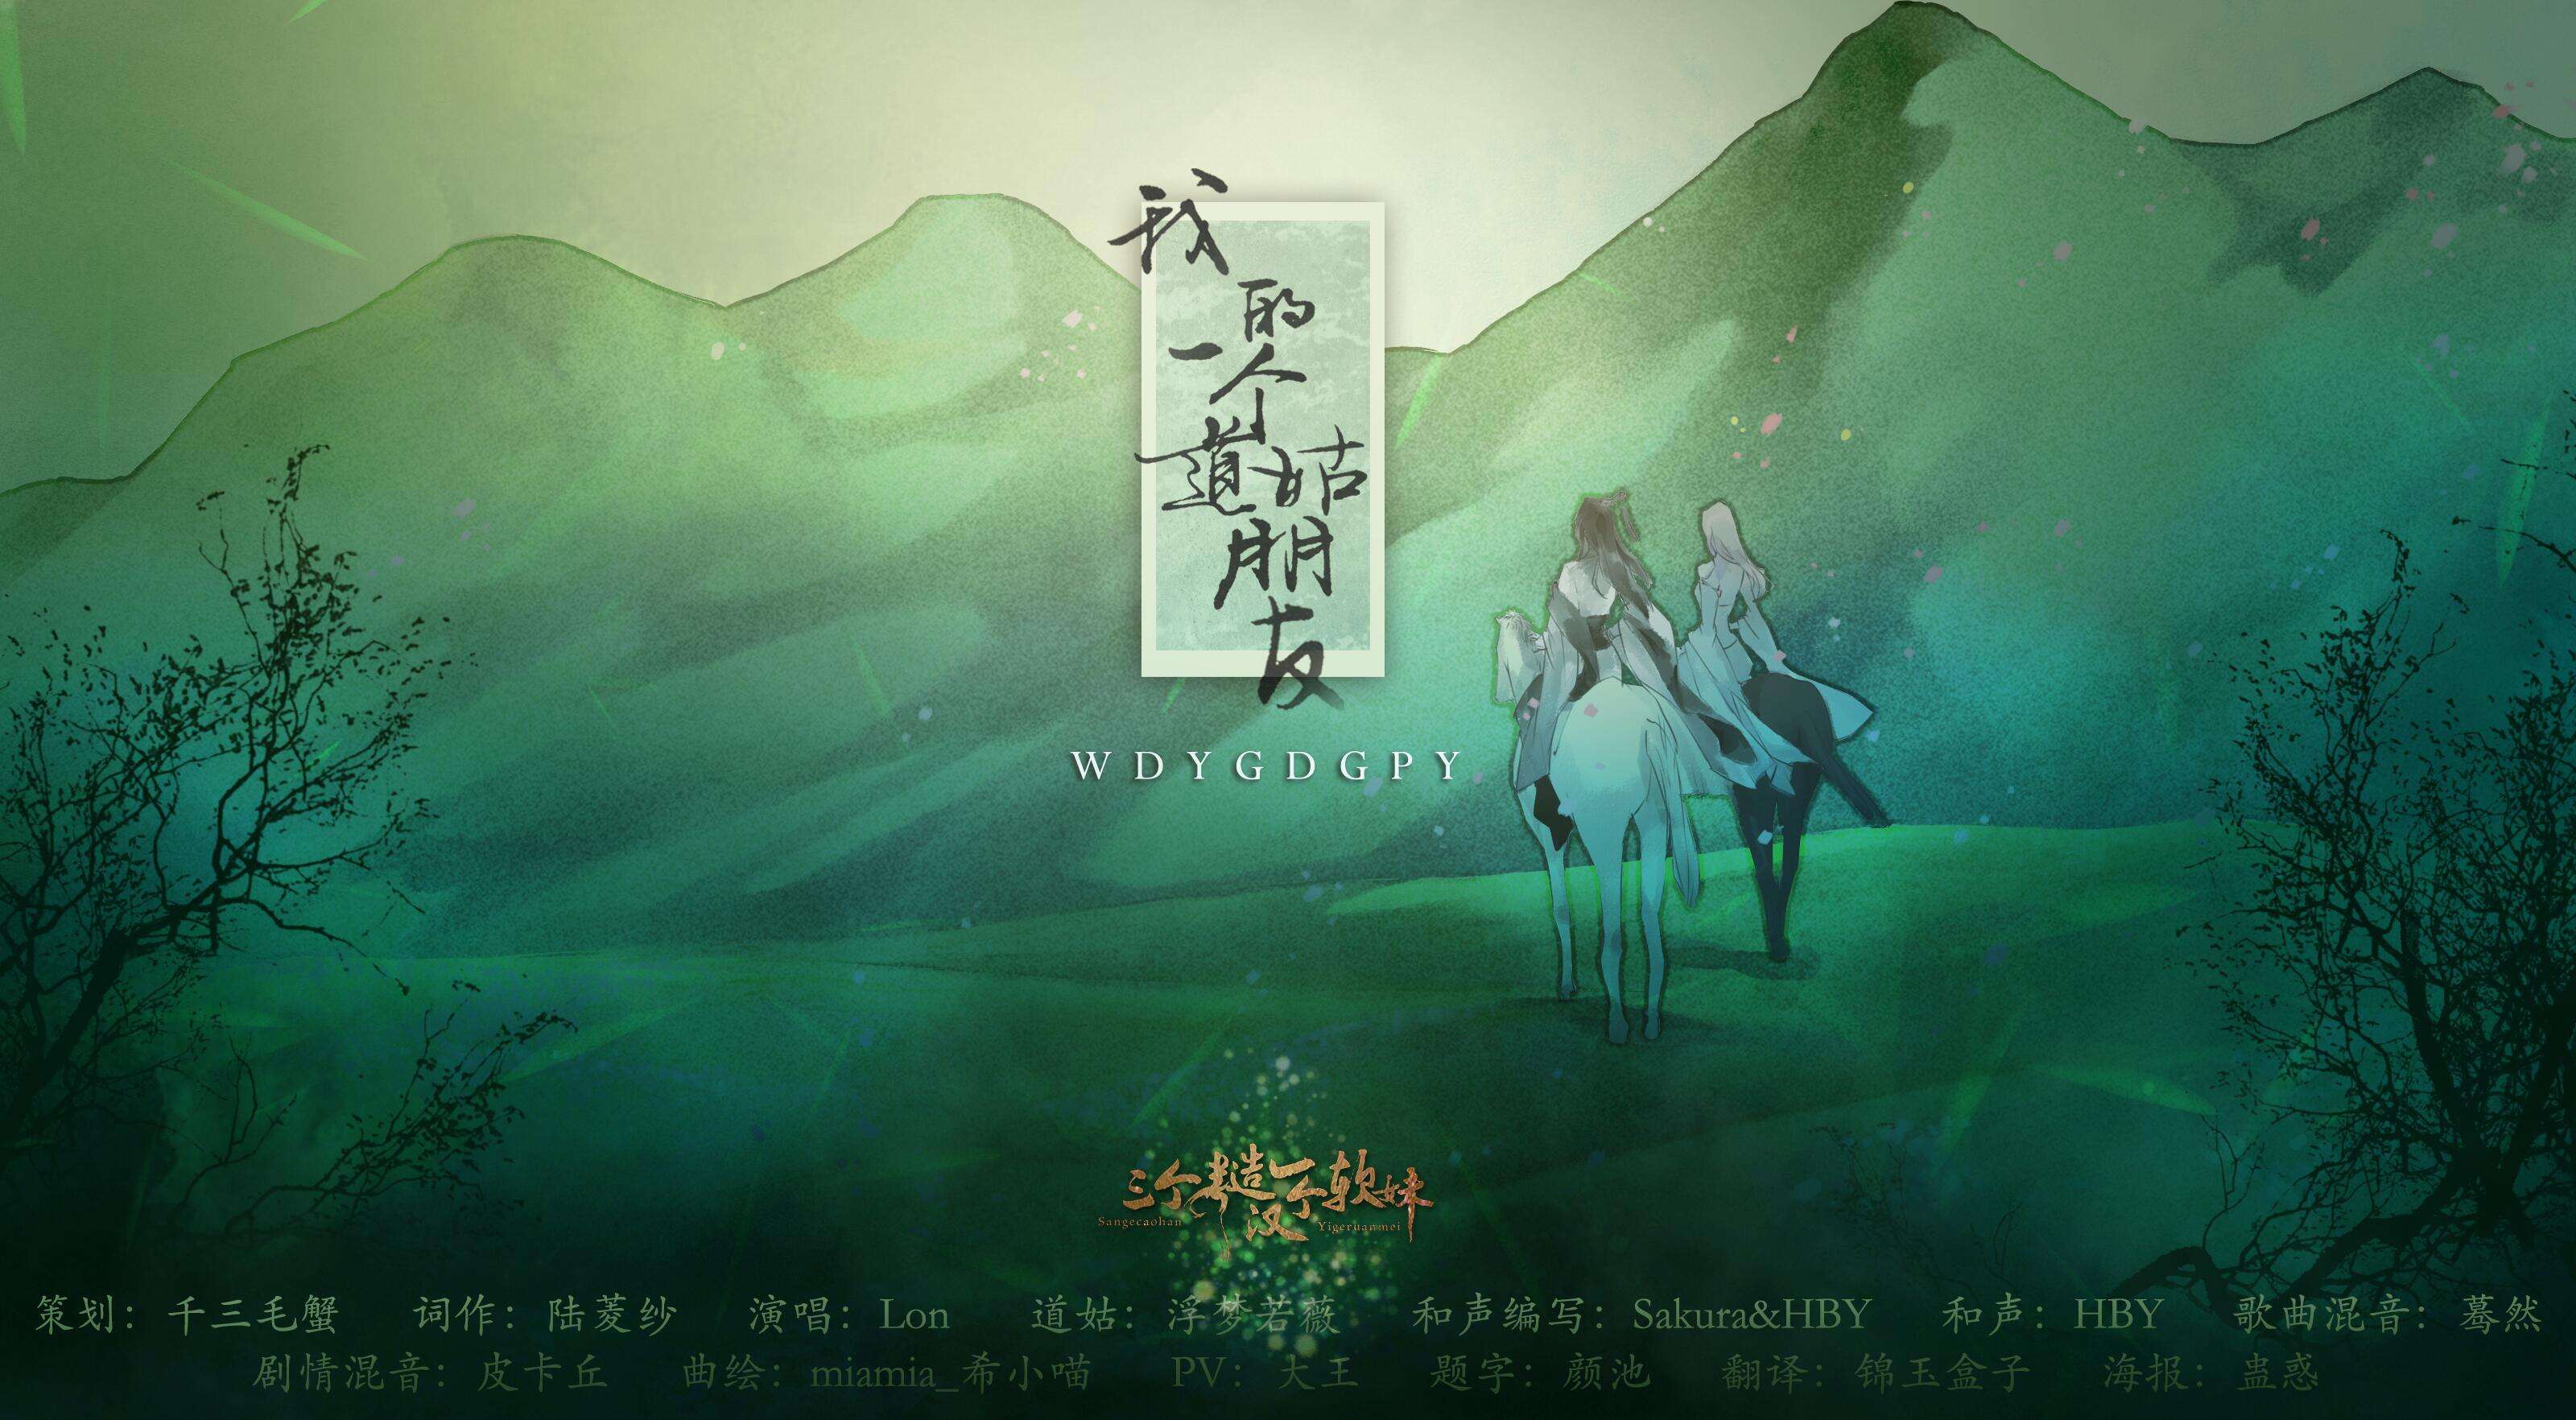 我的一个道姑朋友
WDYGDGPY
三个糙汉一个软妹
Sangecaohan Yigeruanmei
策划：千三毛蟹 词作：陆菱纱 演唱：Lon 道姑：浮梦若薇 和声编写：Sakura&HBY 和声：HBY 歌曲混音：蓦然
剧情混音：皮卡丘 曲绘：miamia_希小喵 PV：大王 题字：颜池 翻译：锦玉盒子 海报：蛊惑